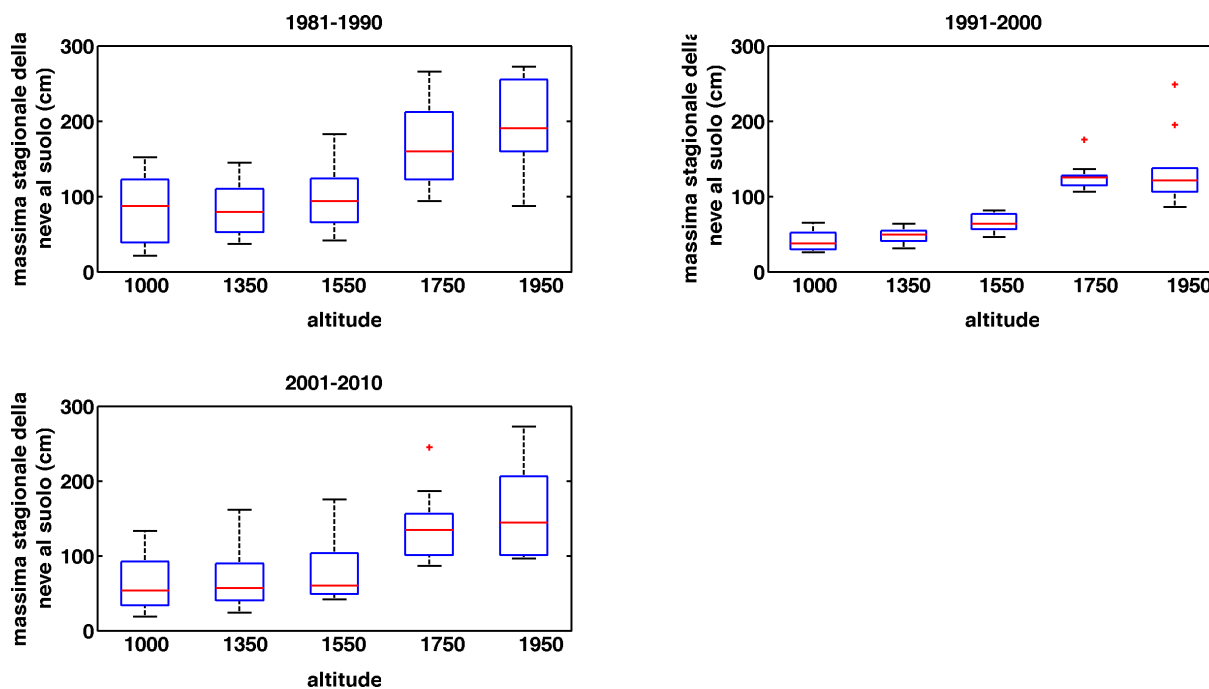 1981-1990
massima stagionale della
neve al suolo (cm)
300
200
100
0
1000 1350 1550 1750 1950
altitude
1991-2000
massima stagionale della
neve al suolo (cm)
300
200
100
0
1000 1350 1550 1750 1950
altitude
2001-2010
massima stagionale della
neve al suolo (cm)
300
200
100
0
1000 1350 1550 1750 1950
altitude